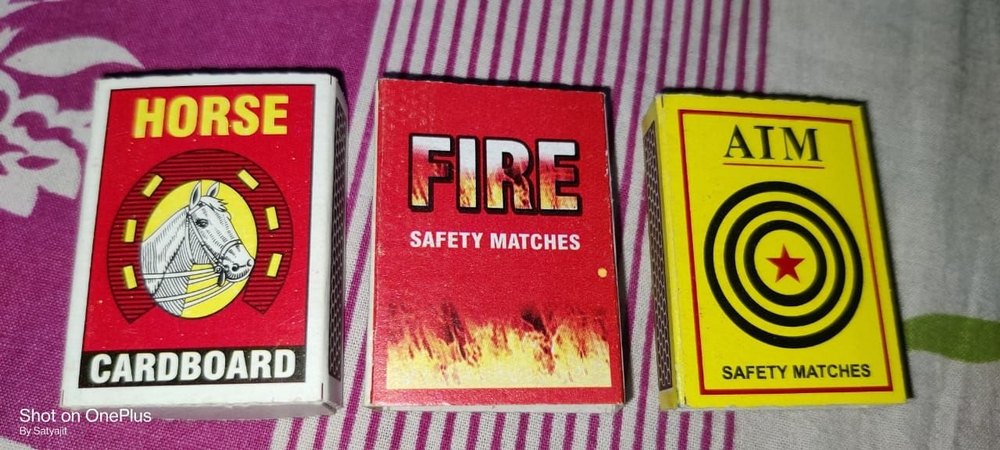 HORSE
CARDBOARD
FIRE
SAFETY MATCHES
AIM
SAFETY MATCHES
Shot on OnePlus
By Satyajit